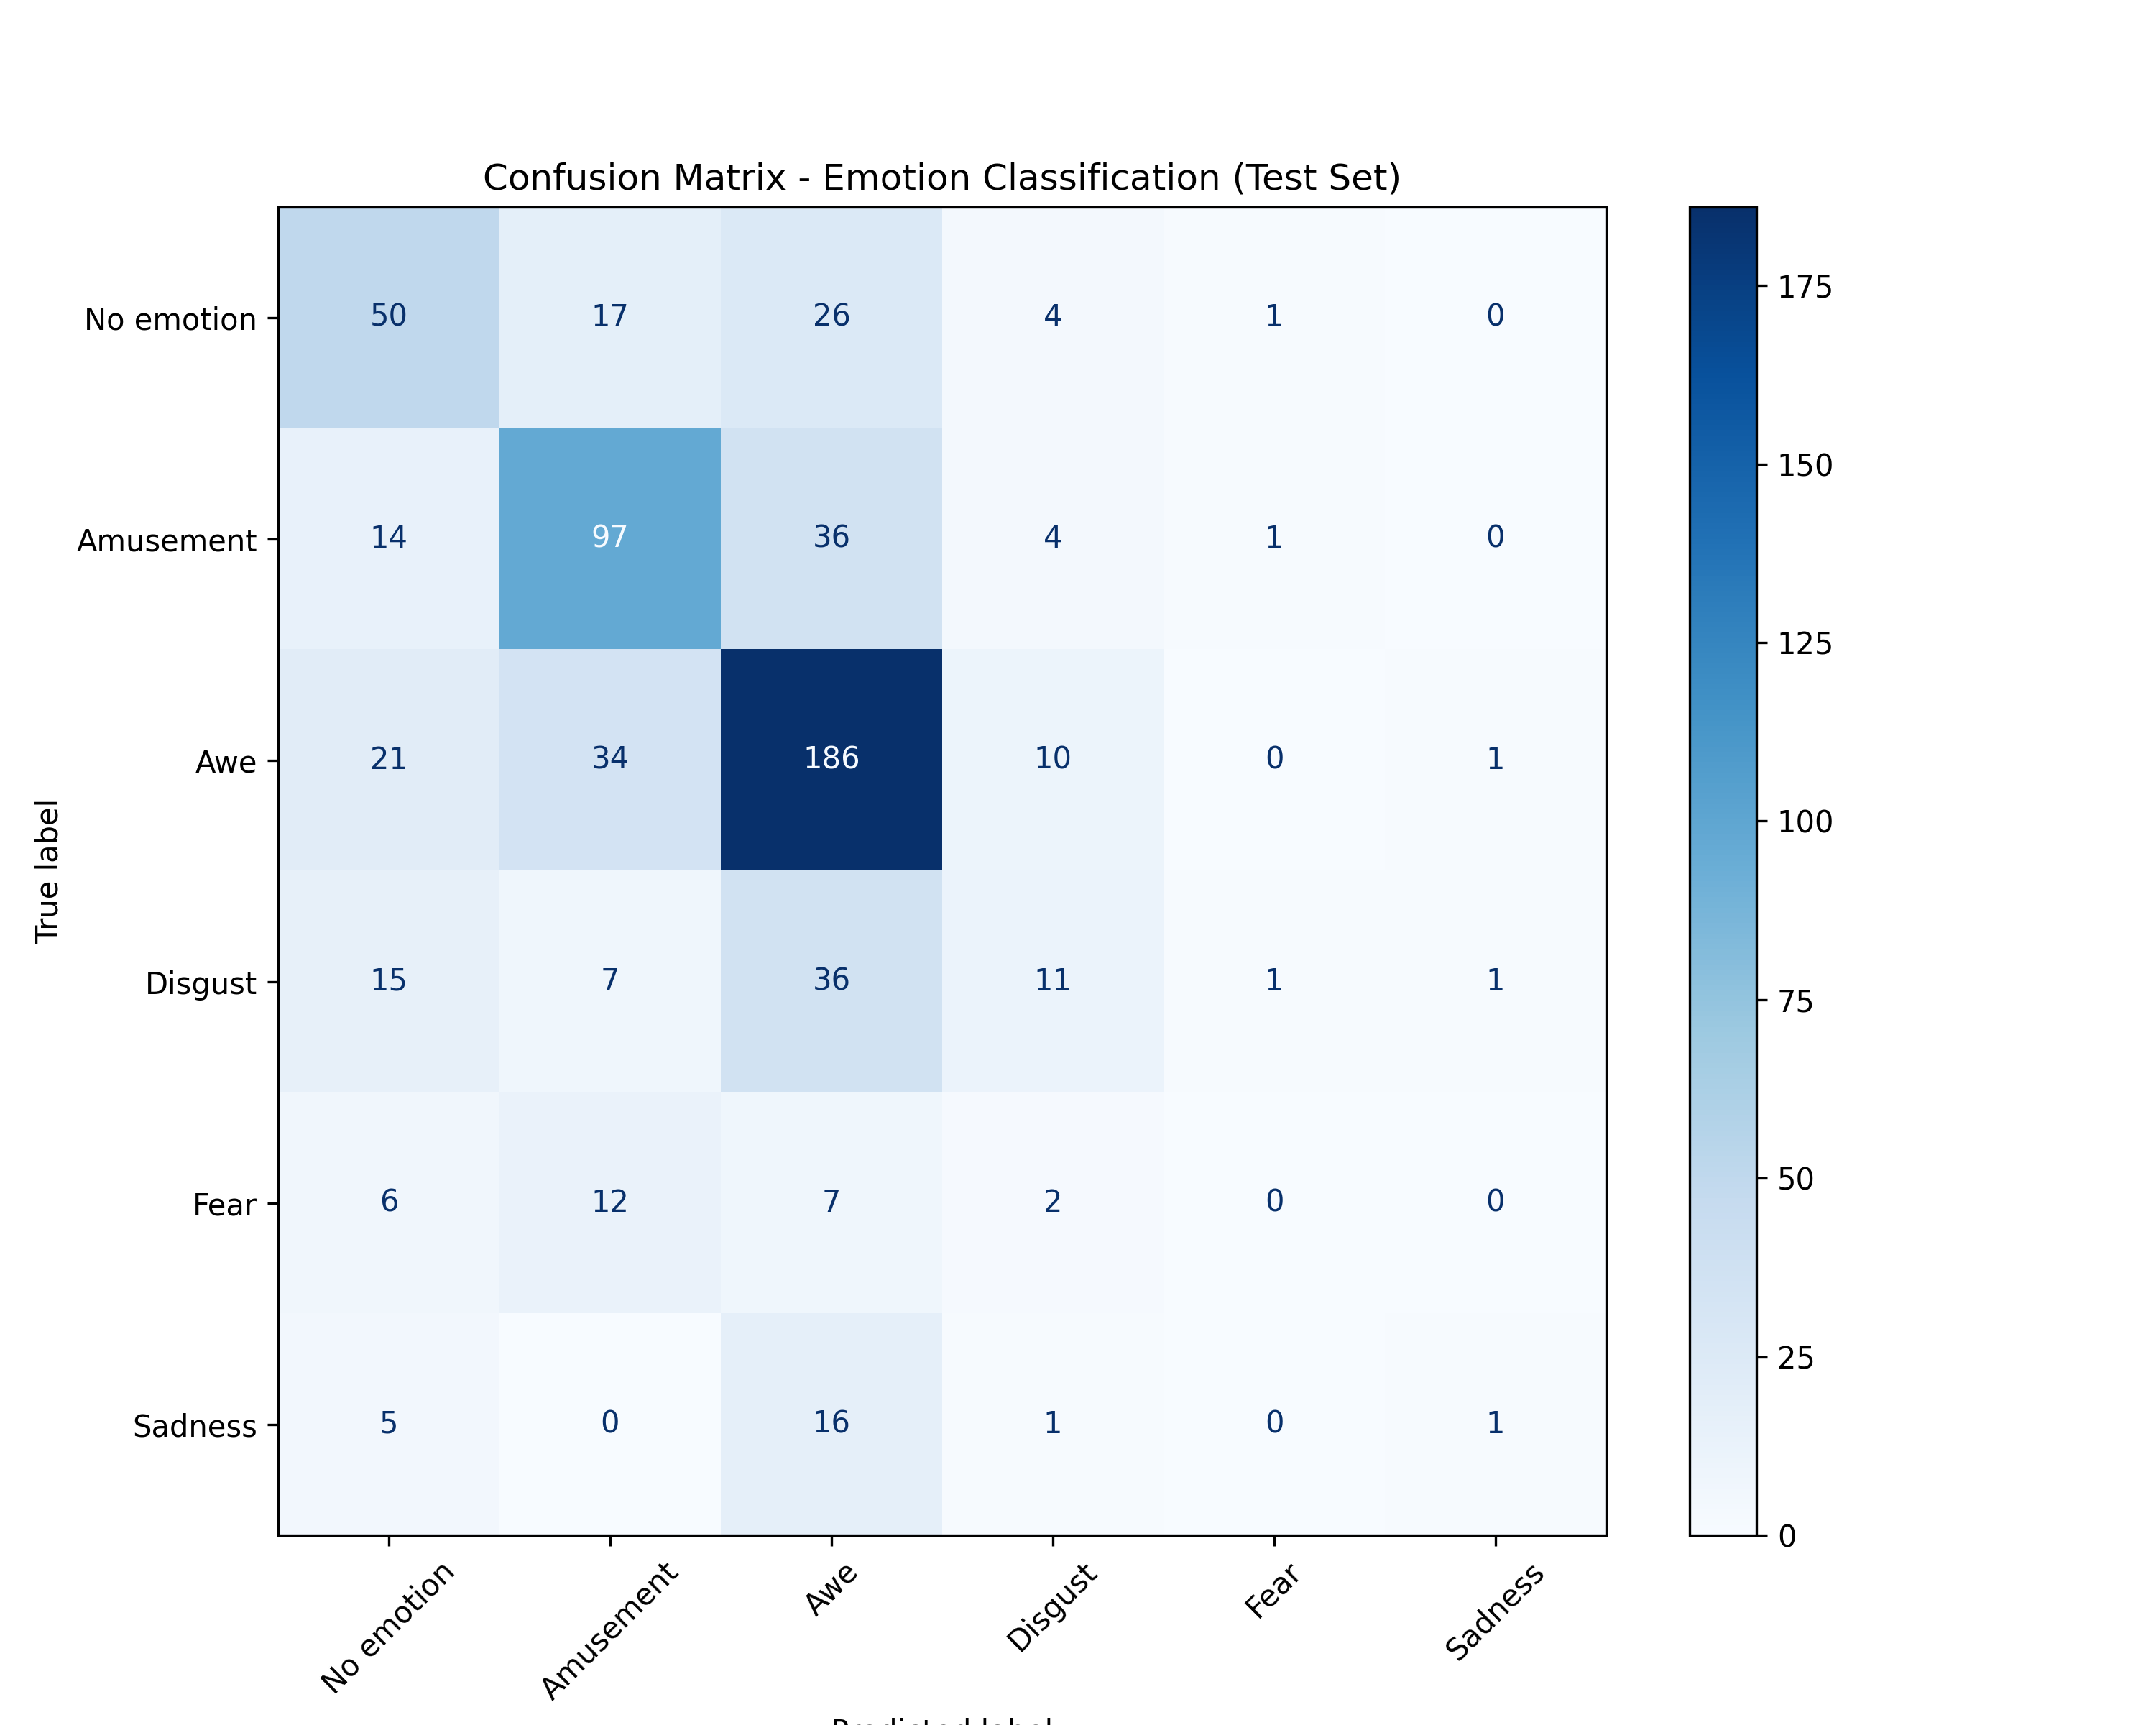 Confusion Matrix - Emotion Classification (Test Set)
No emotion 50 17 26 4 1 0
Amusement 14 97 36 4 1 0
Awe 21 34 186 10 0 1
Disgust 15 7 36 11 1 1
Fear 6 12 7 2 0 0
Sadness 5 0 16 1 0 1
True label
No emotion Amusement Awe Disgust Fear Sadness
Predicted label
175
150
125
100
75
50
25
0